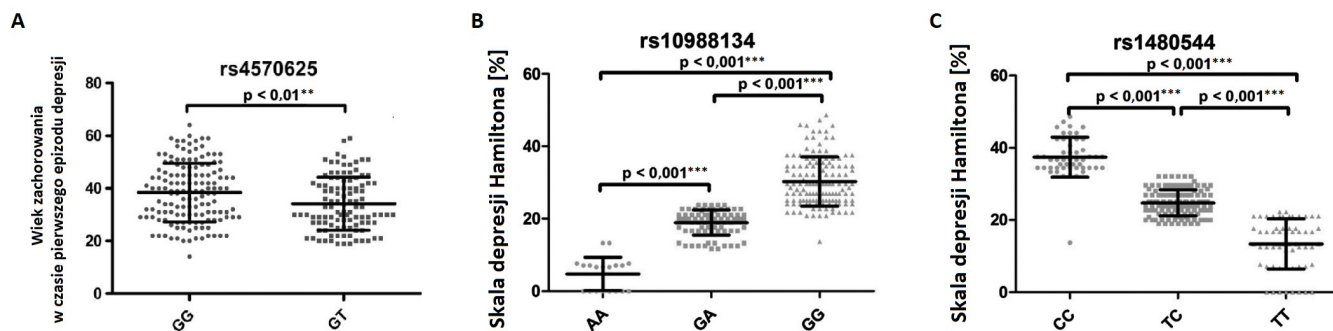 A
rs4570625
p < 0,01**
Wiek zachorowania
w czasie pierwszego epizodu depresji
80
60
40
20
0
GG
GT
B
rs10988134
p < 0,001***
p < 0,001***
p < 0,001***
Skala depresji Hamiltona [%]
60
40
20
0
AA
GA
GG
C
rs1480544
p < 0,001***
p < 0,001***
p < 0,001***
Skala depresji Hamiltona [%]
60
40
20
0
CC
TC
TT